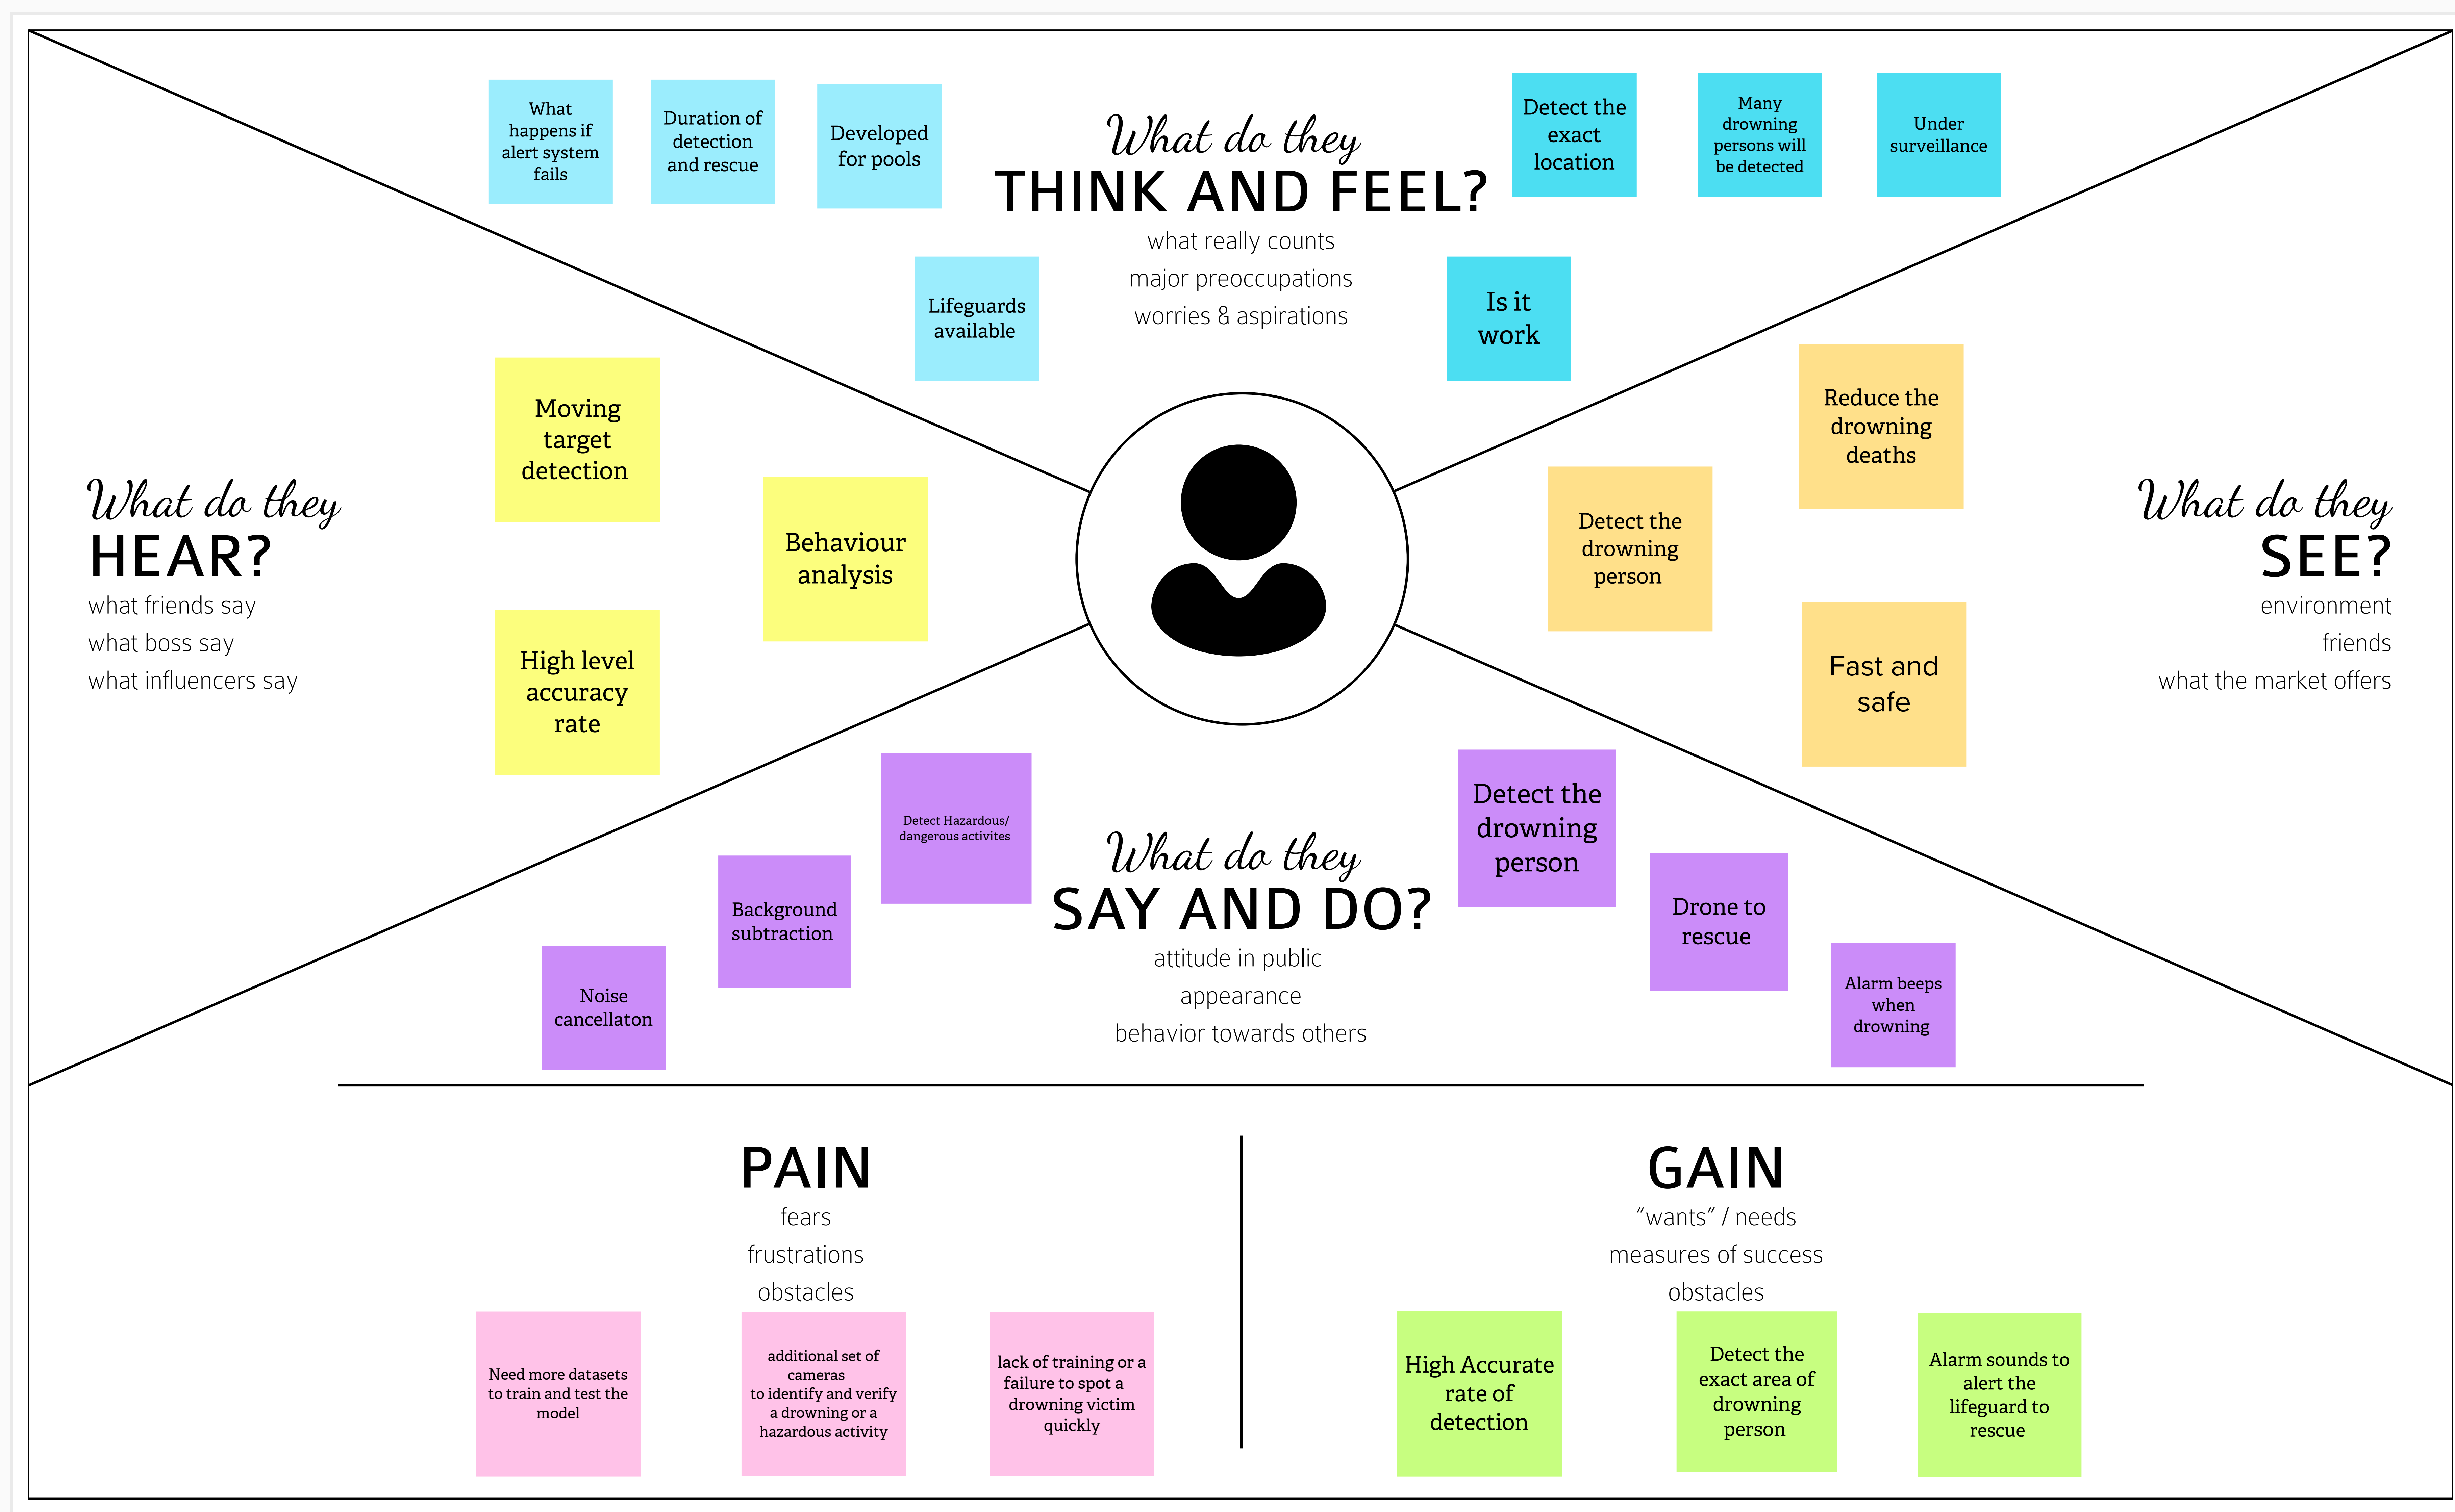 What
happens if
alert system
fails
Duration of
detection
and rescue
Developed
for pools
Lifeguards
available
What do they
THINK AND FEEL?
what really counts
major preoccupations
worries & aspirations
Detect the
exact
location
Many
drowning
persons will
be detected
Under
surveillance
Is it
work
What do they
HEAR?
what friends say
what boss say
what influencers say
Moving
target
detection
Behaviour
analysis
High level
accuracy
rate
Reduce the
drowning
deaths
Detect the
drowning
person
Fast and
safe
What do they
SEE?
environment
friends
what the market offers
Detect Hazardous/
dangerous activites
Background
subtraction
Noise
cancellaton
What do they
SAY AND DO?
attitude in public
appearance
behavior towards others
Detect the
drowning
person
Drone to
rescue
Alarm beeps
when
drowning
PAIN
fears
frustrations
obstacles
Need more datasets
to train and test the
model
additional set of
cameras
to identify and verify
a drowning or a
hazardous activity
lack of training or a
failure to spot a
drowning victim
quickly
GAIN
“wants” / needs
measures of success
obstacles
High Accurate
rate of
detection
Detect the
exact area of
drowning
person
Alarm sounds to
alert the
lifeguard to
rescue